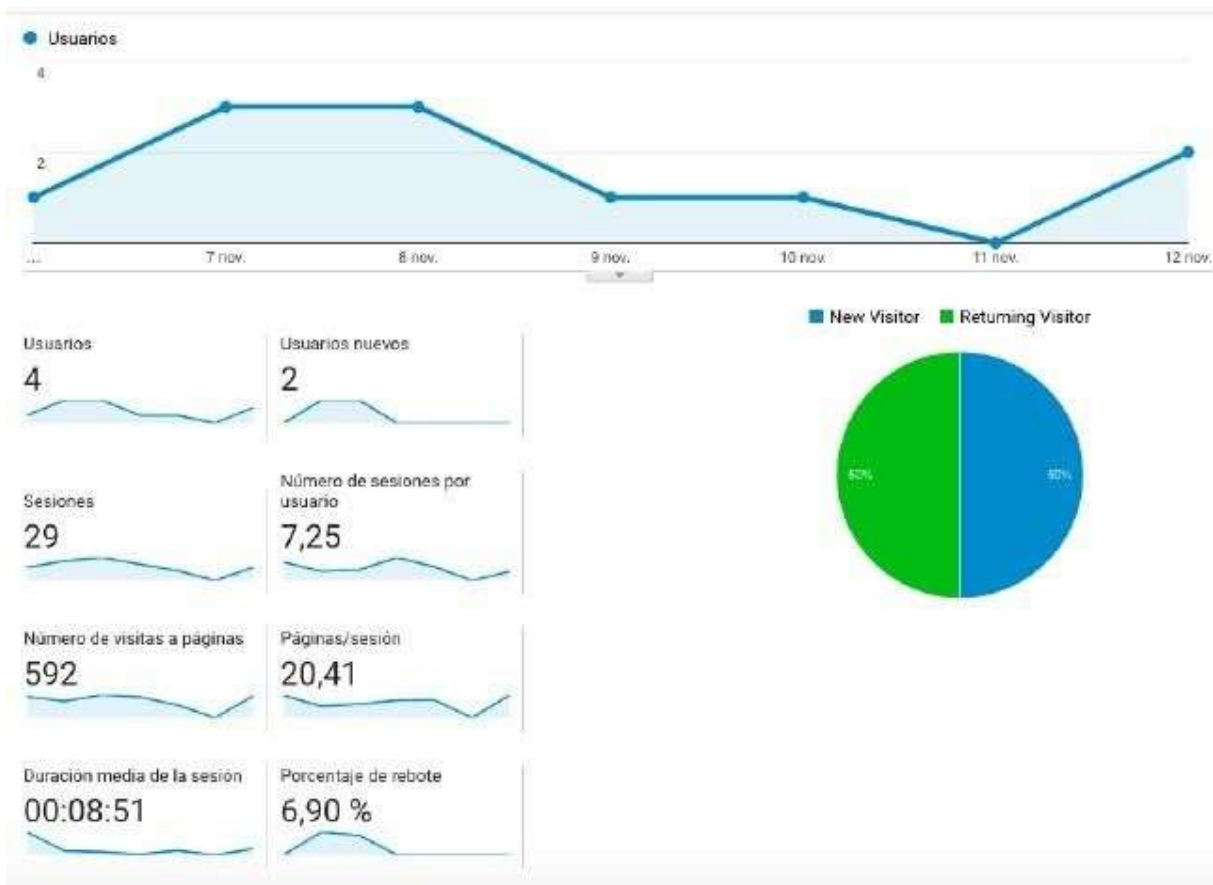 Usuarios
4
2
...
7 nov.
8 nov.
9 nov.
10 nov.
11 nov.
12 nov.
New Visitor
Returning Visitor
Usuarios
4
Usuarios nuevos
2
Sesiones
29
Número de sesiones por
usuario
7,25
Número de visitas a páginas
592
Páginas/sesión
20,41
Duración media de la sesión
00:08:51
Porcentaje de rebote
6,90 %
50%
50%